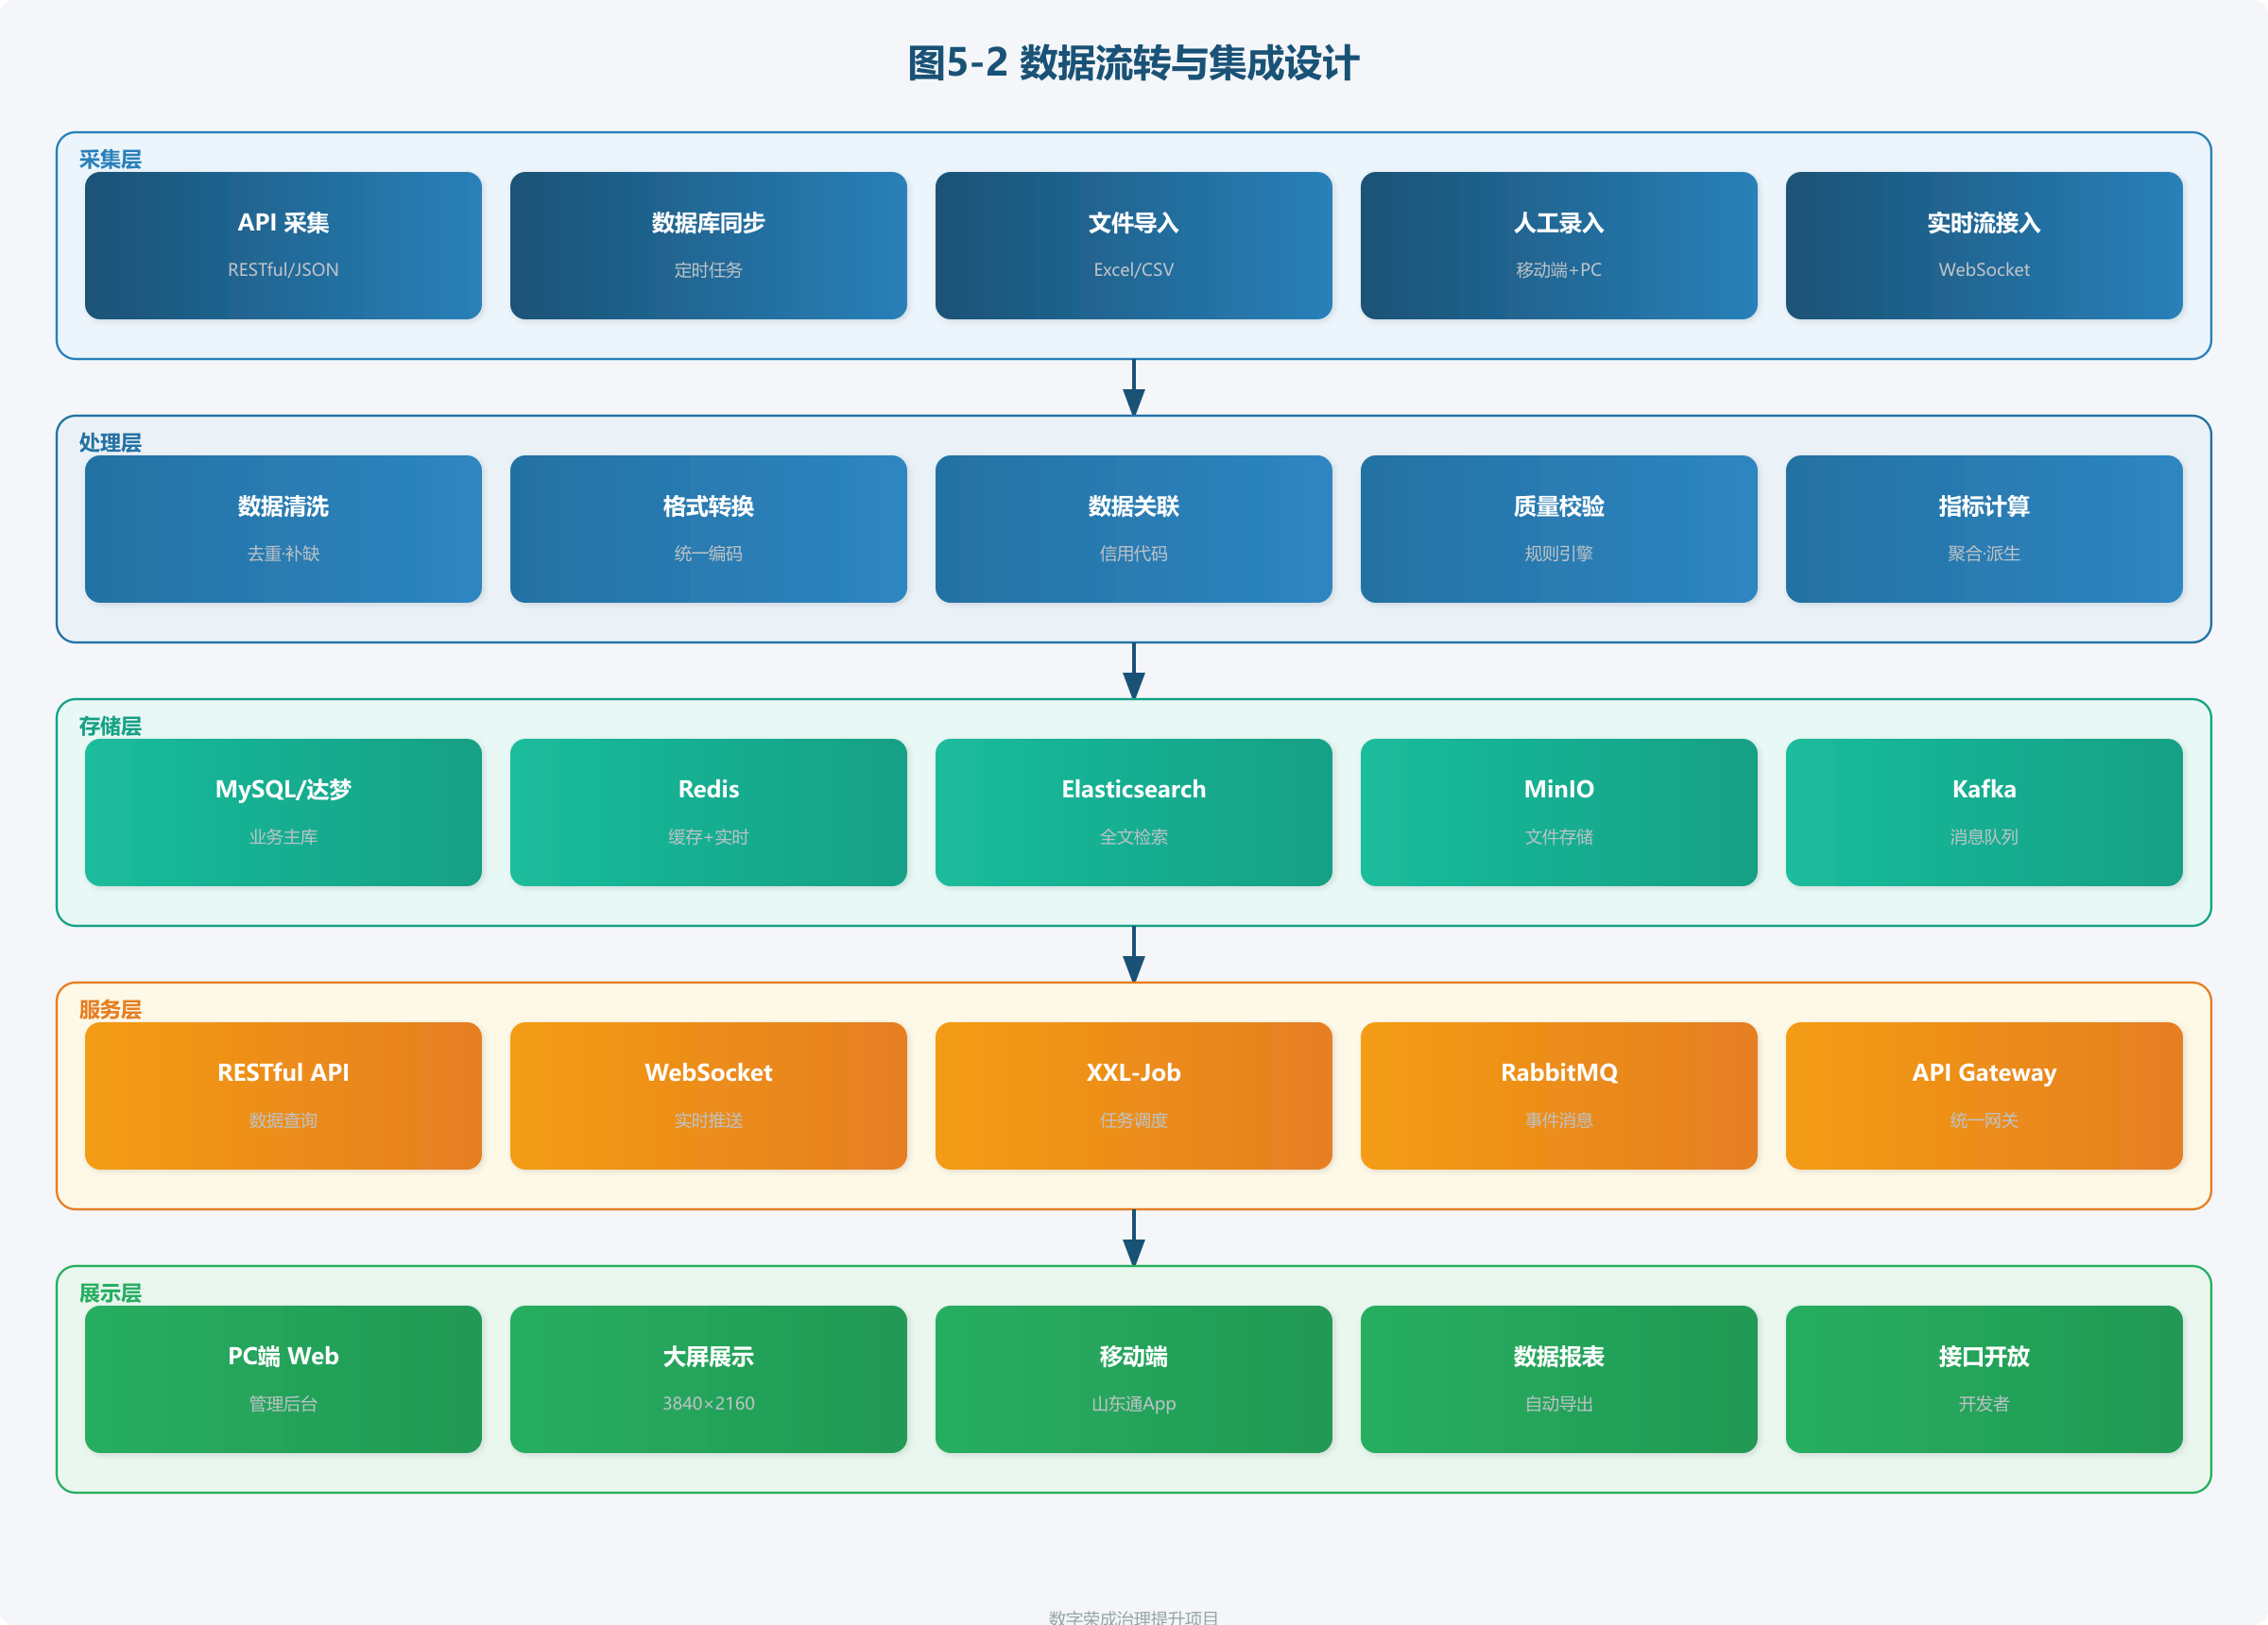 图5-2 数据流转与集成设计
采集层
API 采集
RESTful/JSON
数据库同步
定时任务
文件导入
Excel/CSV
人工录入
移动端+PC
实时流接入
WebSocket
处理层
数据清洗
去重·补缺
格式转换
统一编码
数据关联
信用代码
质量校验
规则引擎
指标计算
聚合·派生
存储层
MySQL/达梦
业务主库
Redis
缓存+实时
Elasticsearch
全文检索
MinIO
文件存储
Kafka
消息队列
服务层
RESTful API
数据查询
WebSocket
实时推送
XXL-Job
任务调度
RabbitMQ
事件消息
API Gateway
统一网关
展示层
PC端 Web
管理后台
大屏展示
3840×2160
移动端
山东通App
数据报表
自动导出
接口开放
开发者
数字荣成治理提升项目